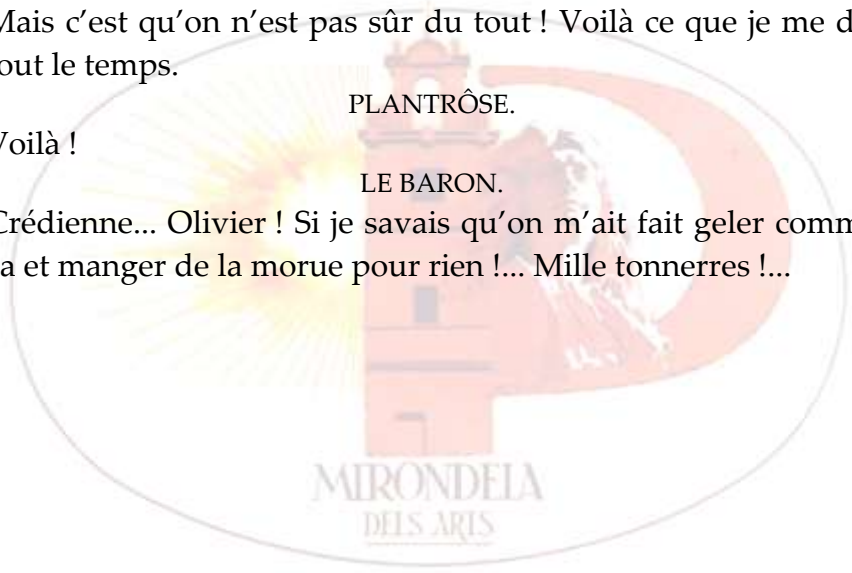 Mais c’est qu’on n’est pas sûr du tout ! Voilà ce que je me d
tout le temps.
PLANTRÔSE.
Voilà !
LE BARON.
Crédienne... Olivier ! Si je savais qu’on m’ait fait geler comm
a et manger de la morue pour rien !... Mille tonnerres !...
MIRONDELA
DELS ARTS